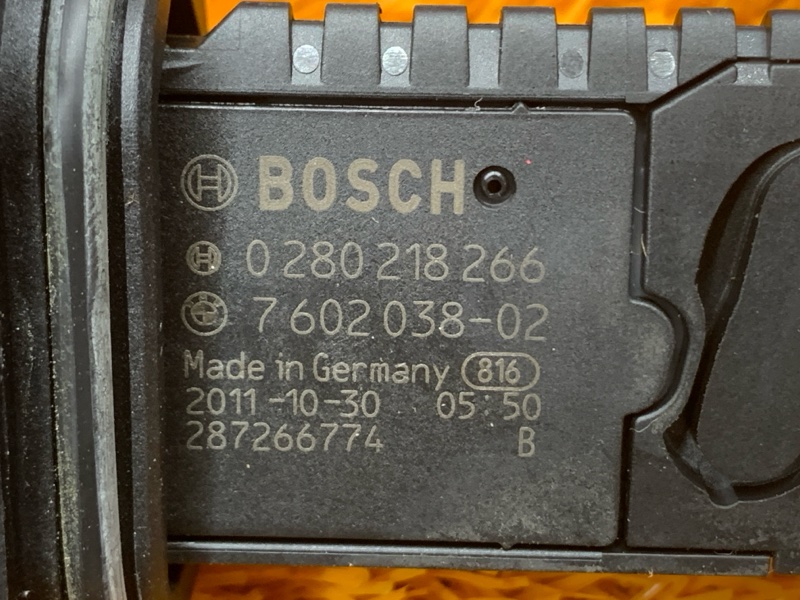 BOSCH
0 280 218 266
7 602 038-02
Made in Germany 816
2011-10-30 05:50
287266774 B